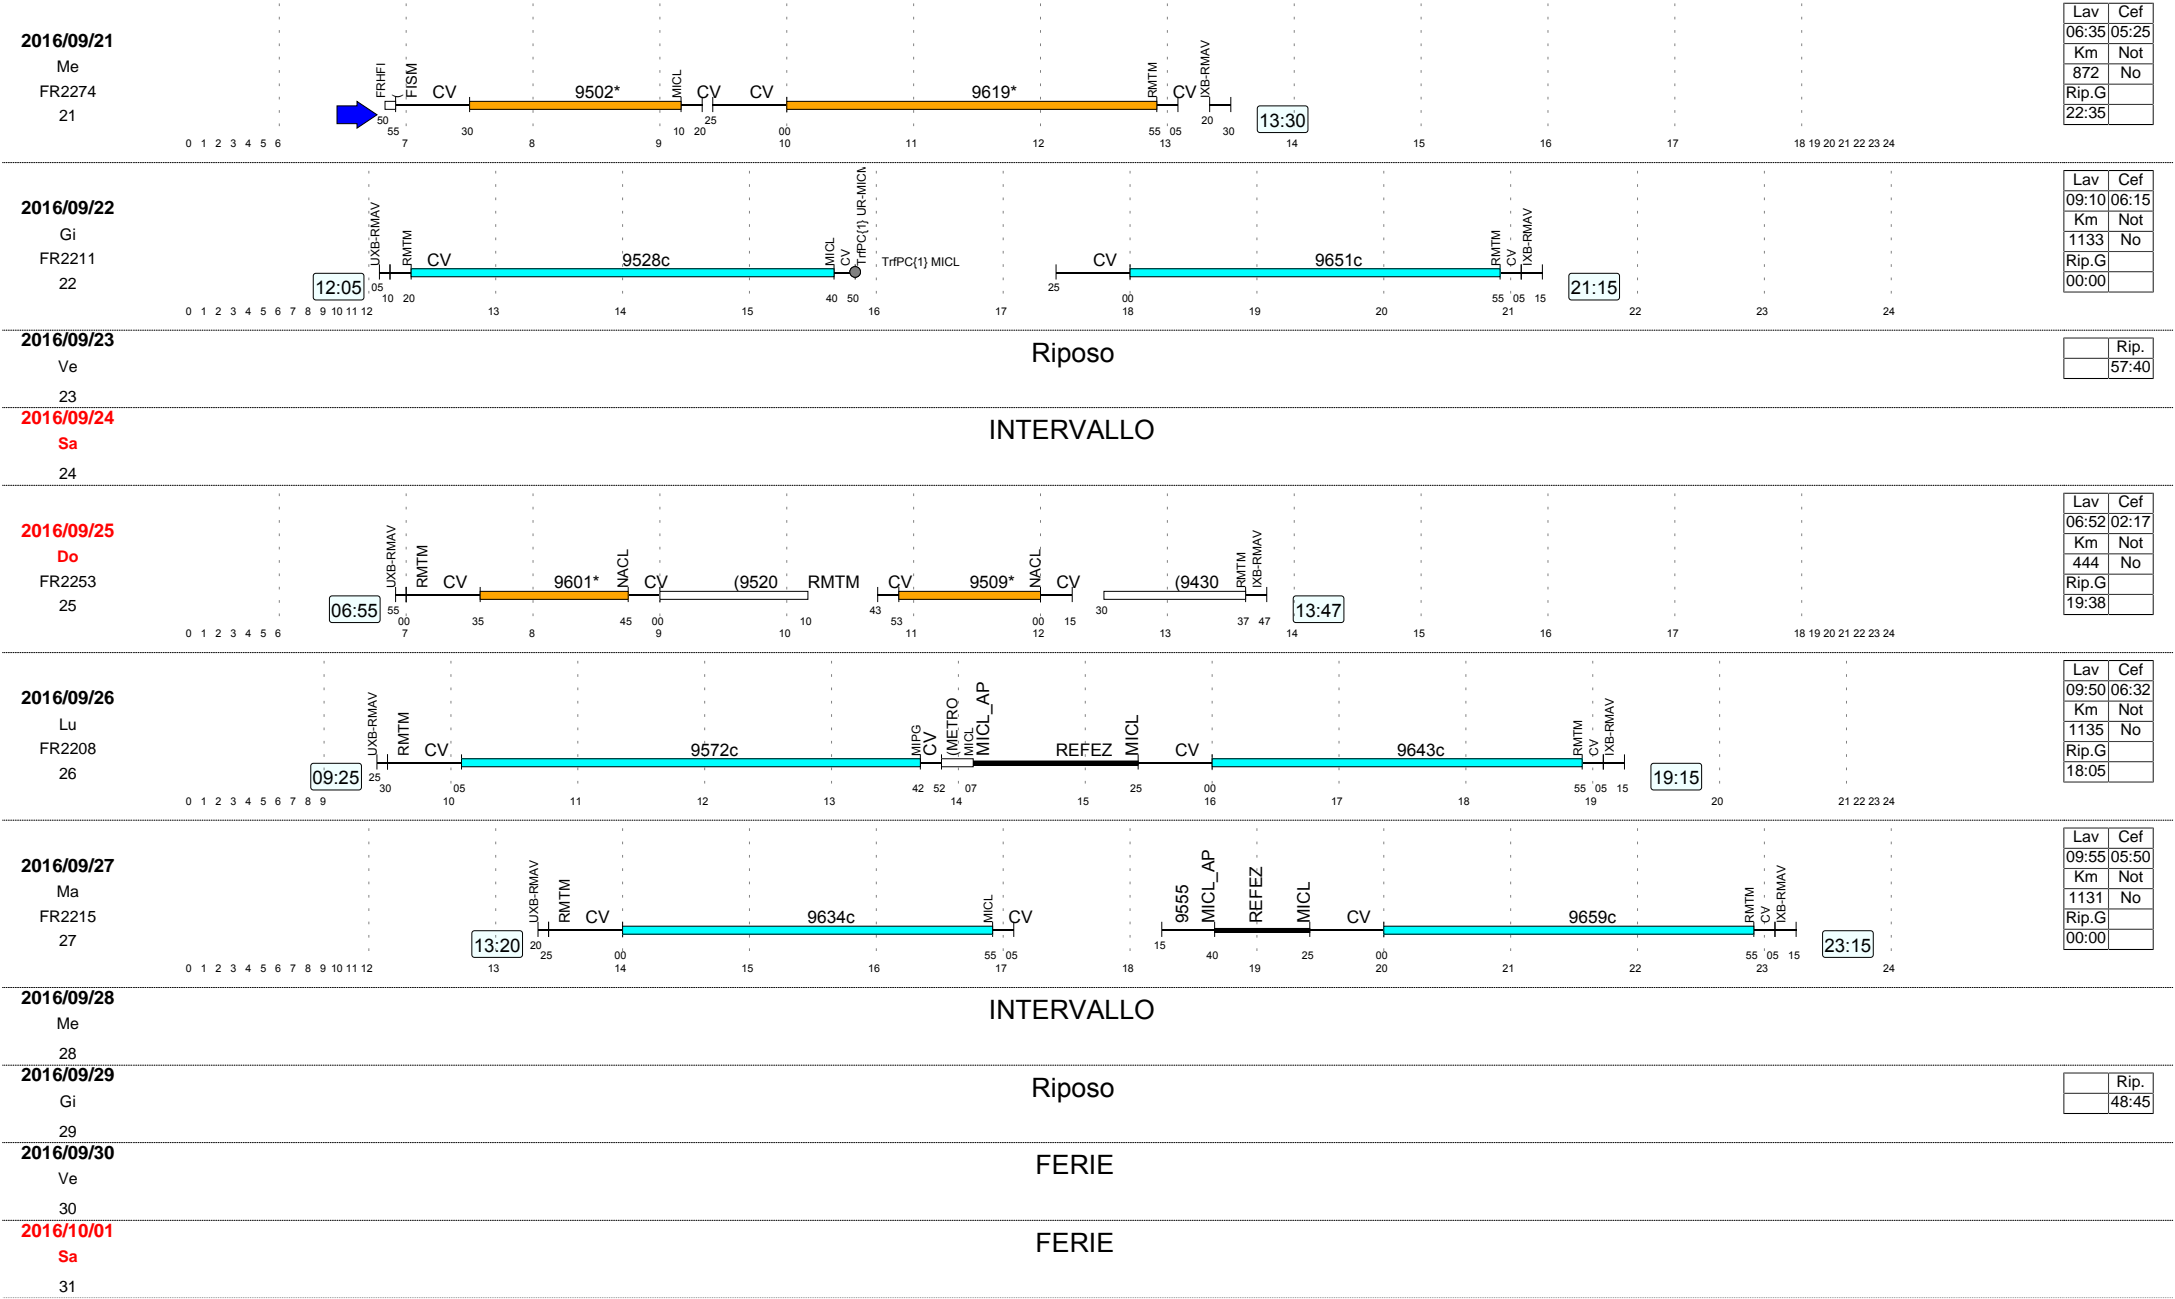 2016/09/21
Me
FR2274
21
FRHFI ( FISM CV 9502* MICL CV CV 9619* RMTM CV IXB-RMAV
50 55 30 10 20 25 00 55 05 20 30
13:30
0 1 2 3 4 5 6 7 8 9 10 11 12 13 14 15 16 17 18 19 20 21 22 23 24
Lav Cef
06:35 05:25
Km Not
872 No
Rip.G
22:35
2016/09/22
Gi
FR2211
22
12:05
UXB-RMAV RMTM CV 9528c MICL CV TrfPC{1} UR-MICM TrfPC{1} MICL CV 9651c RMTM CV IXB-RMAV
05 10 20 40 50 25 00 55 05 15
21:15
0 1 2 3 4 5 6 7 8 9 10 11 12 13 14 15 16 17 18 19 20 21 22 23 24
Lav Cef
09:10 06:15
Km Not
1133 No
Rip.G
00:00
2016/09/23
Ve
23
Riposo
Rip.
57:40
2016/09/24
Sa
24
INTERVALLO
2016/09/25
Do
FR2253
25
06:55
UXB-RMAV RMTM CV 9601* NACL CV (9520 RMTM CV 9509* NACL CV (9430 RMTM IXB-RMAV
55 00 35 45 00 10 43 53 00 15 30 37 47
13:47
0 1 2 3 4 5 6 7 8 9 10 11 12 13 14 15 16 17 18 19 20 21 22 23 24
Lav Cef
06:52 02:17
Km Not
444 No
Rip.G
19:38
2016/09/26
Lu
FR2208
26
09:25
UXB-RMAV RMTM CV 9572c MIPG CV (METRO MICL MICL_AP REFEZ MICL CV 9643c RMTM CV IXB-RMAV
25 30 05 42 52 07 25 00 55 05 15
19:15
0 1 2 3 4 5 6 7 8 9 10 11 12 13 14 15 16 17 18 19 20 21 22 23 24
Lav Cef
09:50 06:32
Km Not
1135 No
Rip.G
18:05
2016/09/27
Ma
FR2215
27
13:20
UXB-RMAV RMTM CV 9634c MICL CV 9555 MICL_AP REFEZ MICL CV 9659c RMTM CV IXB-RMAV
20 25 00 55 05 15 40 25 00 55 05 15
23:15
0 1 2 3 4 5 6 7 8 9 10 11 12 13 14 15 16 17 18 19 20 21 22 23 24
Lav Cef
09:55 05:50
Km Not
1131 No
Rip.G
00:00
2016/09/28
Me
28
INTERVALLO
2016/09/29
Gi
29
Riposo
Rip.
48:45
2016/09/30
Ve
30
FERIE
2016/10/01
Sa
31
FERIE